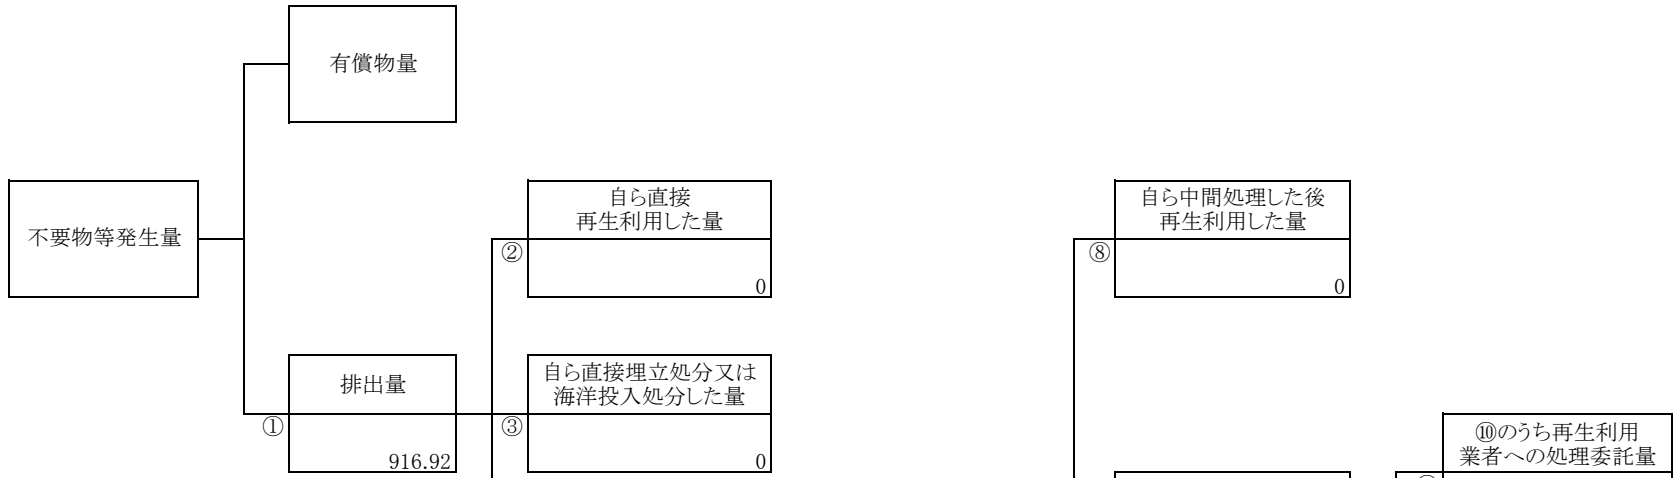 有償物量
不要物等発生量
自ら直接
再生利用した量
②
0
自ら中間処理した後
再生利用した量
⑧
0
排出量
①
916.92
自ら直接埋立処分又は
海洋投入処分した量
③
0
⑩のうち再生利用
業者への処理委託量